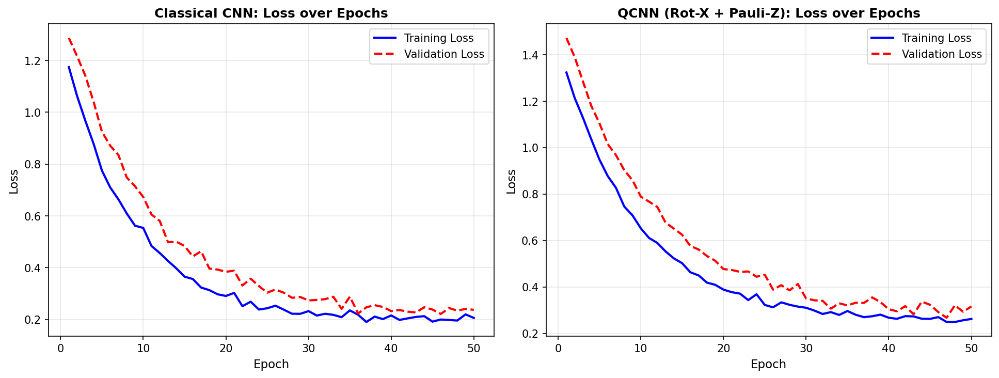 Classical CNN: Loss over Epochs
Training Loss
Validation Loss
1.2
1.0
0.8
0.6
0.4
0.2
Loss
0 10 20 30 40 50
Epoch
QCNN (Rot-X + Pauli-Z): Loss over Epochs
Training Loss
Validation Loss
1.4
1.2
1.0
0.8
0.6
0.4
0.2
Loss
0 10 20 30 40 50
Epoch